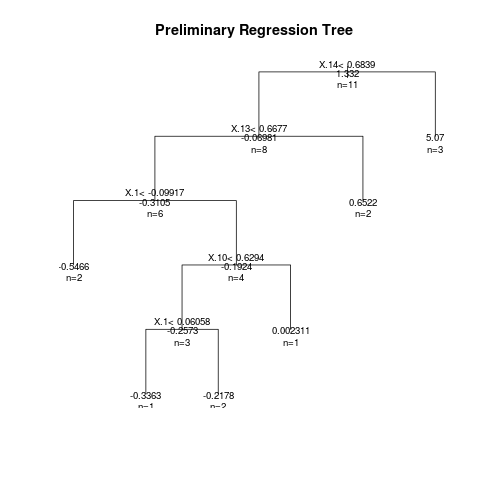 Preliminary Regression Tree
X.14< 0.6839
1.332
n=11
X.13< 0.6677
-0.06981
n=8
5.07
n=3
X.1< -0.09917
-0.3105
n=6
0.6522
n=2
X.10< 0.6294
-0.5466
n=2
-0.1924
n=4
X.1< 0.06058
-0.2573
n=3
0.002311
n=1
-0.3363
n=1
-0.2178
n=2